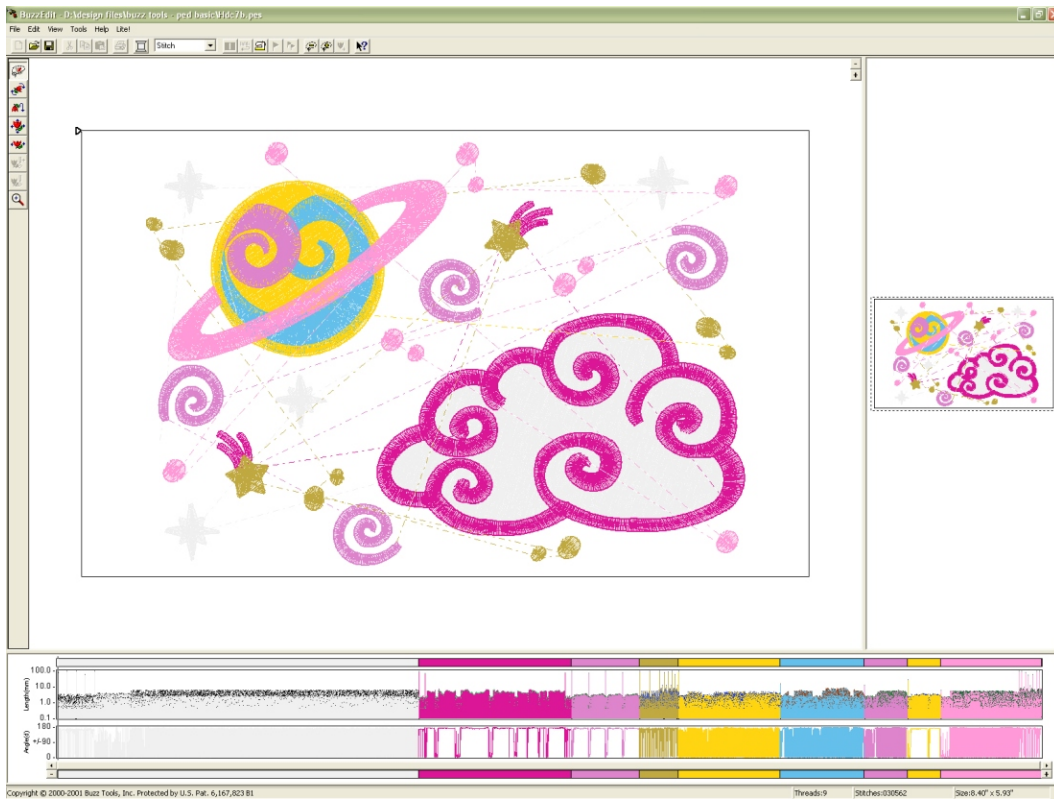 BuzzEdit - D:\design files\buzz tools - ped basic\Hdc7b.pes
File Edit View Tools Help Lite!
Stitch
100.0
10.0
1.0
0.1
Length(mm)
180
+/-90
0
Angle(d)
Copyright © 2000-2001 Buzz Tools, Inc. Protected by U.S. Pat. 6,167,823 B1
Threads:9
Stitches:030562
Size:8.40" x 5.93"